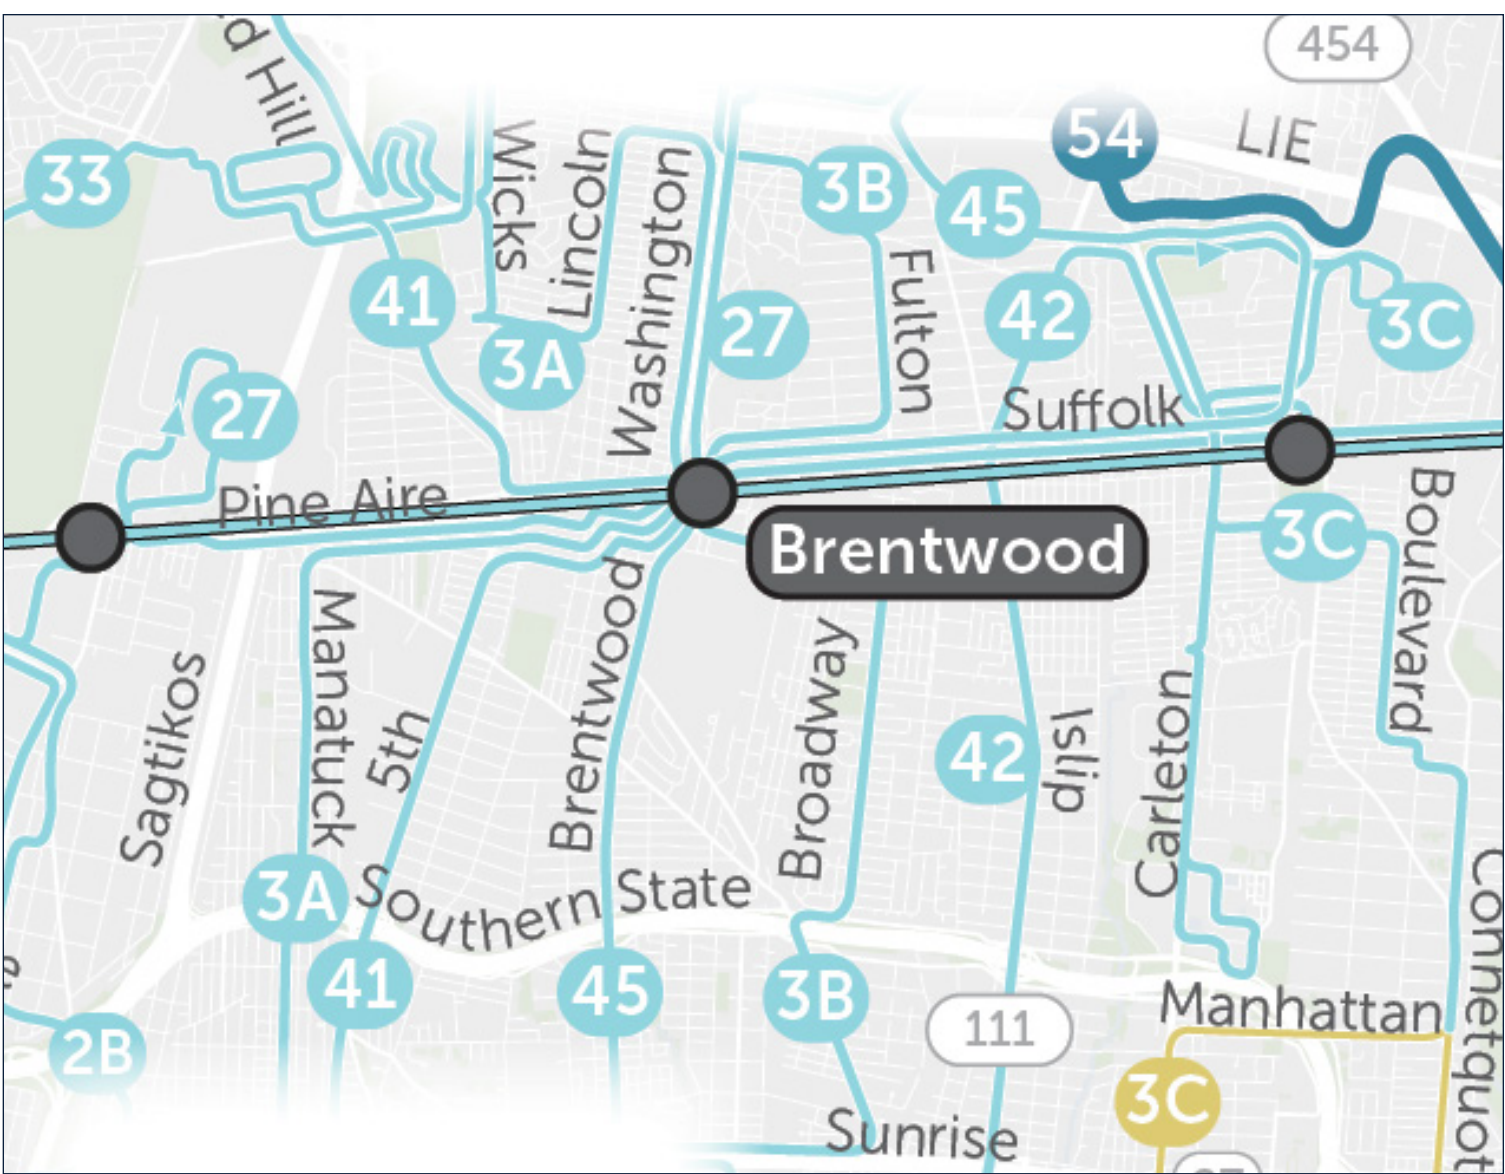 d Hill
454
54
LIE
33
Wicks
Lincoln
Washington
3B
45
Fulton
41
42
3C
27
3A
27
Suffolk
Pine Aire
Brentwood
3C
Boulevard
Manatuck
5th
Brentwood
Broadway
Sagtikos
42
Islip
Carleton
3A
Southern State
41
45
3B
111
Manhattan
Connetquot
2B
3C
Sunrise